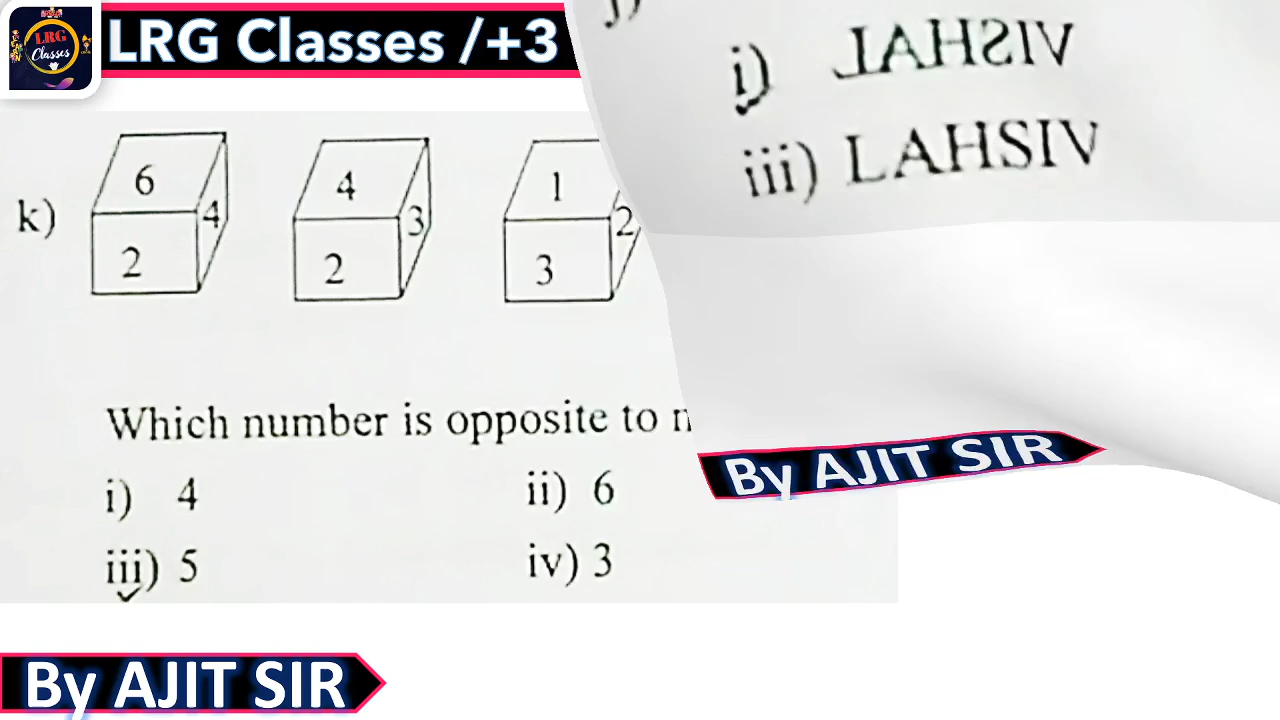 LRG Classes
LRG Classes /+3
i)
iii) LAHSIV
k)
6
4
2
4
3
2
1
2
3
Which number is opposite to
i) 4
ii) 6
iii) 5
iv) 3
By AJIT SIR
By AJIT SIR